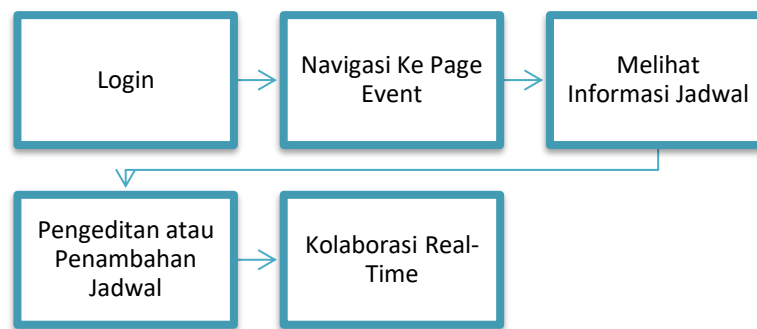 Login
Navigasi Ke Page
Event
Melihat
Informasi Jadwal
Pengeditan atau
Penambahan
Jadwal
Kolaborasi Real-
Time